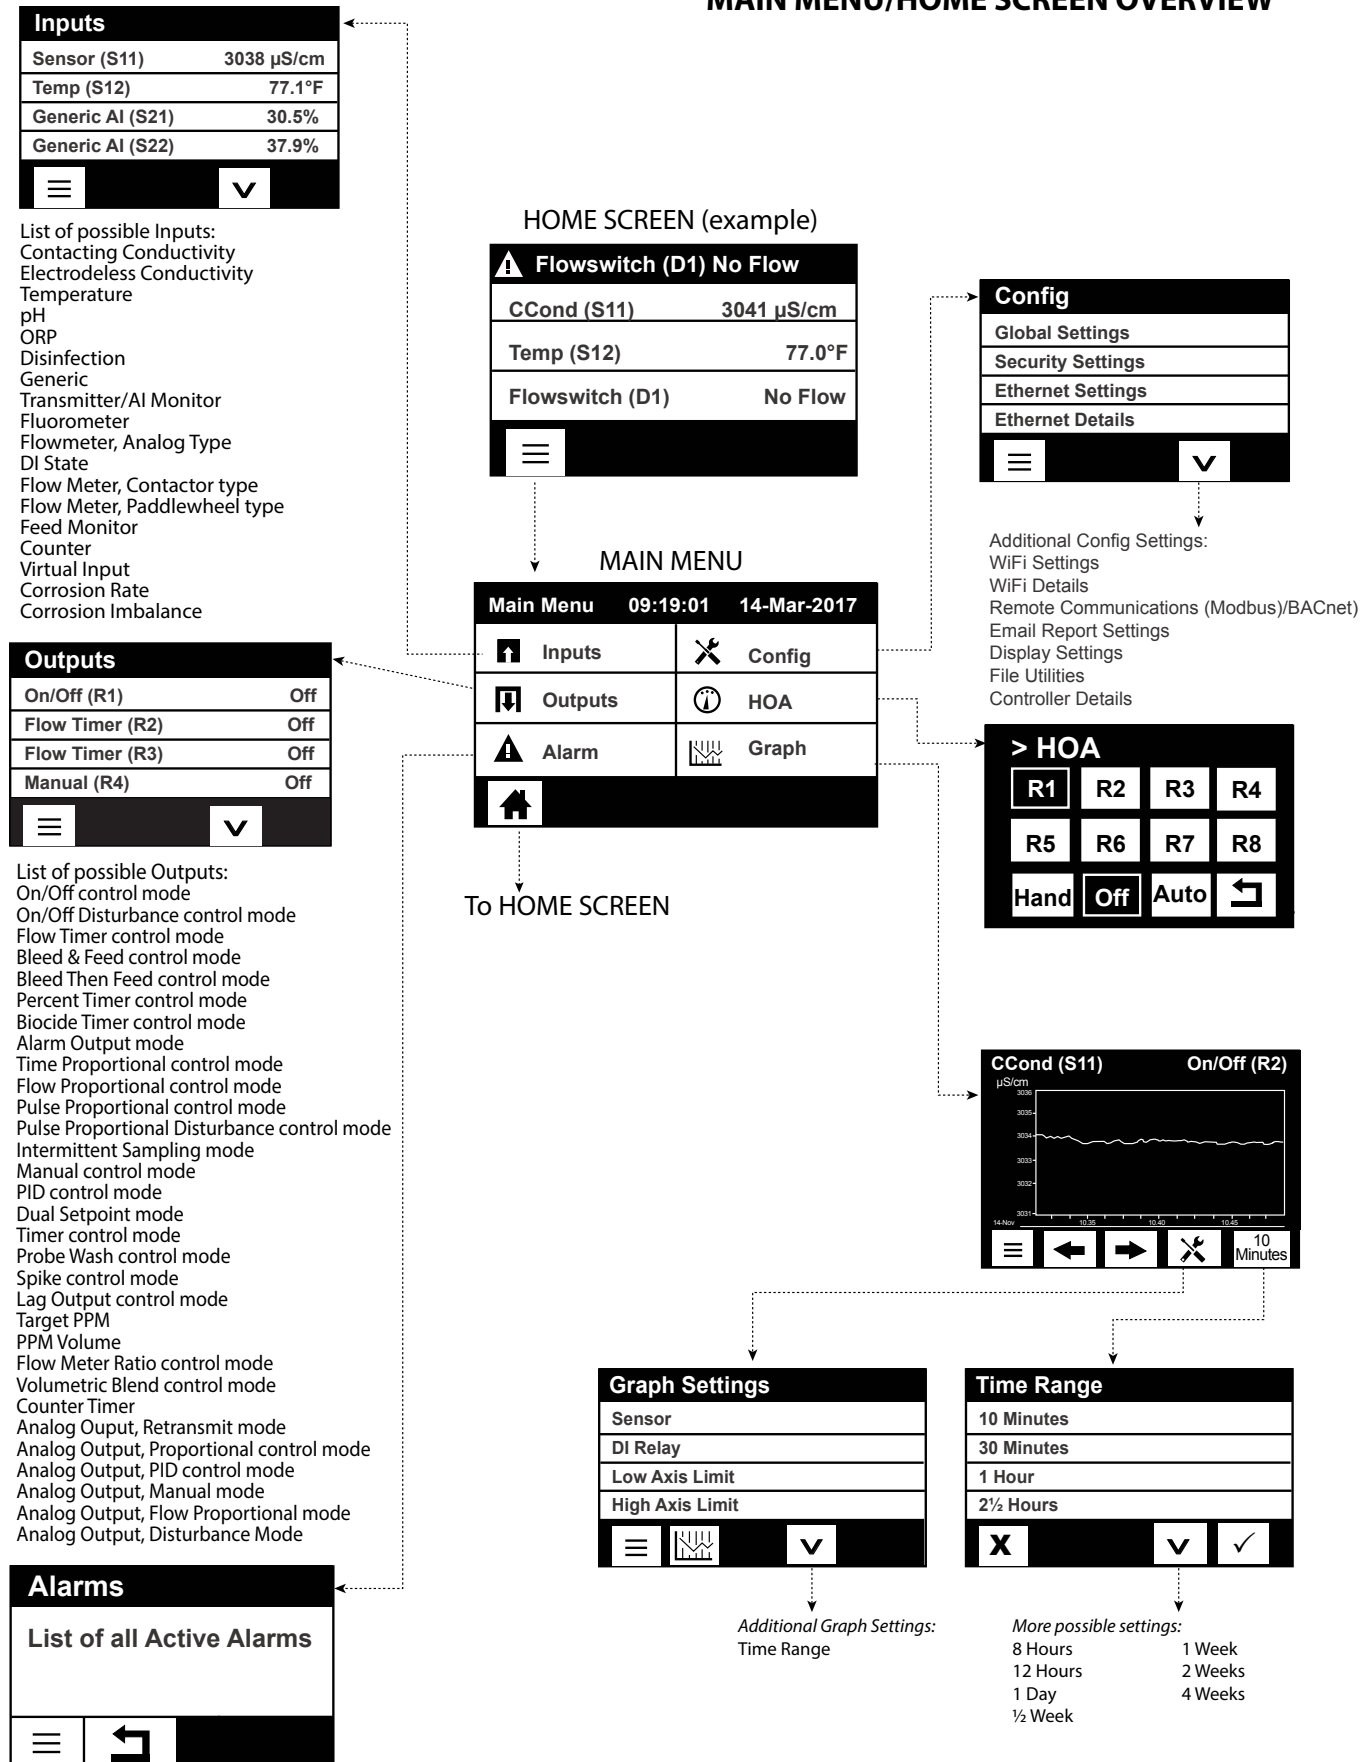 MAIN MENU/HOME SCREEN OVERVIEW
Inputs
Sensor (S11) 3038 µS/cm
Temp (S12) 77.1°F
Generic AI (S21) 30.5%
Generic AI (S22) 37.9%
List of possible Inputs:
Contacting Conductivity
Electrodeless Conductivity
Temperature
pH
ORP
Disinfection
Generic
Transmitter/AI Monitor
Fluorometer
Flowmeter, Analog Type
DI State
Flow Meter, Contactor type
Flow Meter, Paddlewheel type
Feed Monitor
Counter
Virtual Input
Corrosion Rate
Corrosion Imbalance
Outputs
On/Off (R1) Off
Flow Timer (R2) Off
Flow Timer (R3) Off
Manual (R4) Off
List of possible Outputs:
On/Off control mode
On/Off Disturbance control mode
Flow Timer control mode
Bleed & Feed control mode
Bleed Then Feed control mode
Percent Timer control mode
Biocide Timer control mode
Alarm Output mode
Time Proportional control mode
Flow Proportional control mode
Pulse Proportional control mode
Pulse Proportional Disturbance control mode
Intermittent Sampling mode
Manual control mode
PID control mode
Dual Setpoint mode
Timer control mode
Probe Wash control mode
Spike control mode
Lag Output control mode
Target PPM
PPM Volume
Flow Meter Ratio control mode
Volumetric Blend control mode
Counter Timer
Analog Ouput, Retransmit mode
Analog Output, Proportional control mode
Analog Output, PID control mode
Analog Output, Manual mode
Analog Output, Flow Proportional mode
Analog Output, Disturbance Mode
Alarms
List of all Active Alarms
HOME SCREEN (example)
Flowswitch (D1) No Flow
CCond (S11) 3041 µS/cm
Temp (S12) 77.0°F
Flowswitch (D1) No Flow
MAIN MENU
Main Menu 09:19:01 14-Mar-2017
Inputs Config
Outputs HOA
Alarm Graph
To HOME SCREEN
Config
Global Settings
Security Settings
Ethernet Settings
Ethernet Details
Additional Config Settings:
WiFi Settings
WiFi Details
Remote Communications (Modbus)/BACnet)
Email Report Settings
Display Settings
File Utilities
Controller Details
> HOA
R1 R2 R3 R4
R5 R6 R7 R8
Hand Off Auto
CCond (S11) On/Off (R2)
µS/cm
3036
3035
3034
3033
3032
3031
14-Nov 10.35 10.40 10.45
10
Minutes
Graph Settings
Sensor
DI Relay
Low Axis Limit
High Axis Limit
Additional Graph Settings:
Time Range
Time Range
10 Minutes
30 Minutes
1 Hour
2½ Hours
X
More possible settings:
8 Hours 1 Week
12 Hours 2 Weeks
1 Day 4 Weeks
½ Week